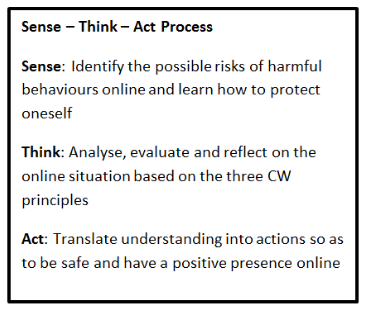 Sense – Think – Act Process
Sense: Identify the possible risks of harmful
behaviours online and learn how to protect
oneself
Think: Analyse, evaluate and reflect on the
online situation based on the three CW
principles
Act: Translate understanding into actions so as
to be safe and have a positive presence online